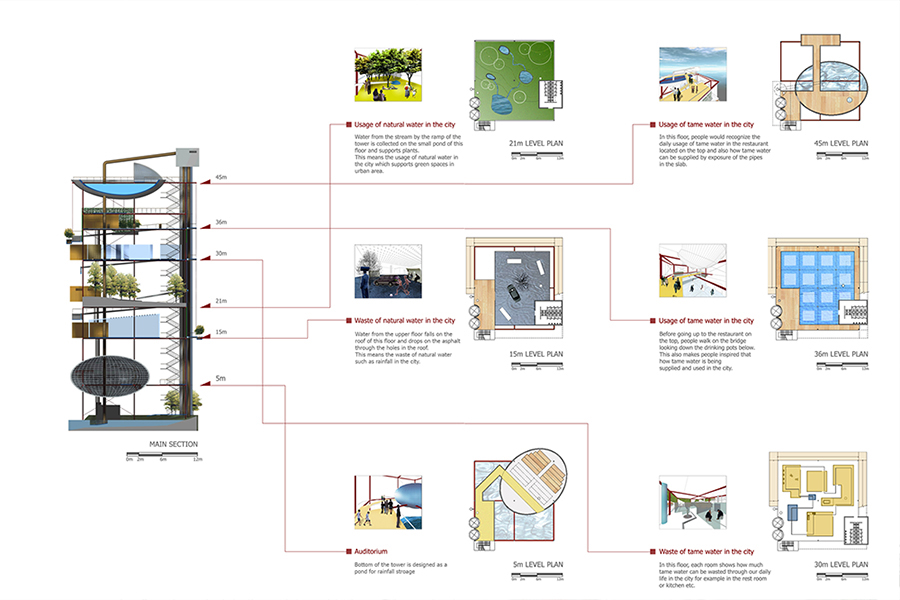 45m
36m
30m
21m
15m
5m
MAIN SECTION
0m 2m 6m 12m
Usage of natural water in the city
Water from the stream by the ramp of the
tower is collected on the small pond of this
floor and supports plants.
This means the usage of natural water in
the city which supports green spaces in
urban area.
21m LEVEL PLAN
0m 2m 6m 12m
Usage of tame water in the city
In this floor, people would recognize the
daily usage of tame water in the restaurant
located on the top and also how tame water
can be supplied by exposure of the pipes
in the slab.
45m LEVEL PLAN
0m 2m 6m 12m
Waste of natural water in the city
Water from the upper floor falls on the
roof of this floor and drops on the asphalt
through the holes in the roof.
This means the waste of natural water
such as rainfall in the city.
15m LEVEL PLAN
0m 2m 6m 12m
Usage of tame water in the city
Before going up to the restaurant on
the top, people walk on the bridge
looking down the drinking pots below.
This also makes people inspired that
how tame water is being
supplied and used in the city.
36m LEVEL PLAN
0m 2m 6m 12m
Auditorium
Bottom of the tower is designed as a
pond for rainfall stroage
5m LEVEL PLAN
0m 2m 6m 12m
Waste of tame water in the city
In this floor, each room shows how much
tame water can be wasted through our daily
life in the city for example in the rest room
or kitchen etc.
30m LEVEL PLAN
0m 2m 6m 12m